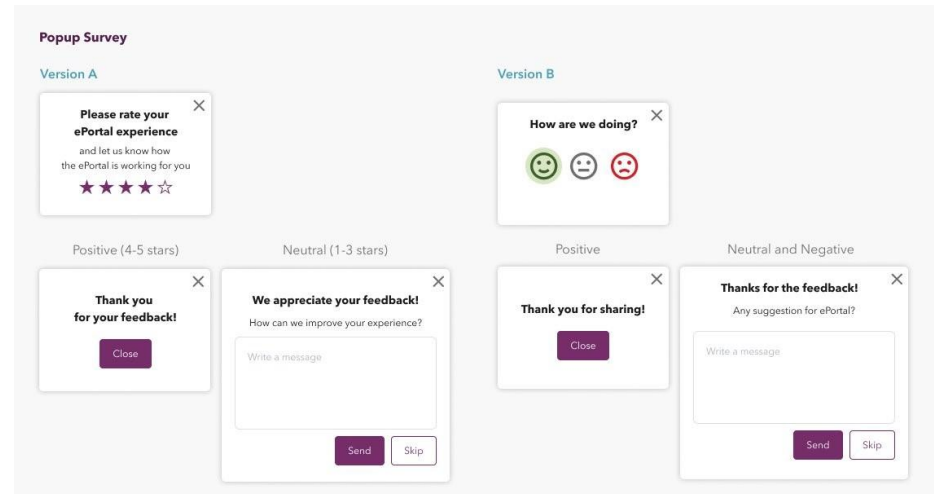 Popup Survey
Version A
Please rate your
ePortal experience
and let us know how
the ePortal is working for you
Positive (4-5 stars)
Thank you
for your feedback!
Close
Neutral (1-3 stars)
We appreciate your feedback!
How can we improve your experience?
Write a message
Send
Skip
Version B
How are we doing?
Positive
Thank you for sharing!
Close
Neutral and Negative
Thanks for the feedback!
Any suggestion for ePortal?
Write a message
Send
Skip